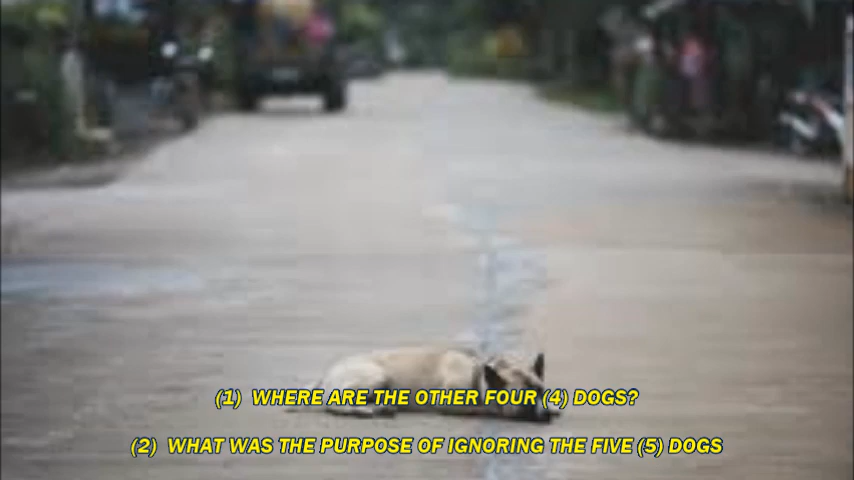 (1) WHERE ARE THE OTHER FOUR (4) DOGS?
(2) WHAT WAS THE PURPOSE OF IGNORING THE FIVE (5) DOGS